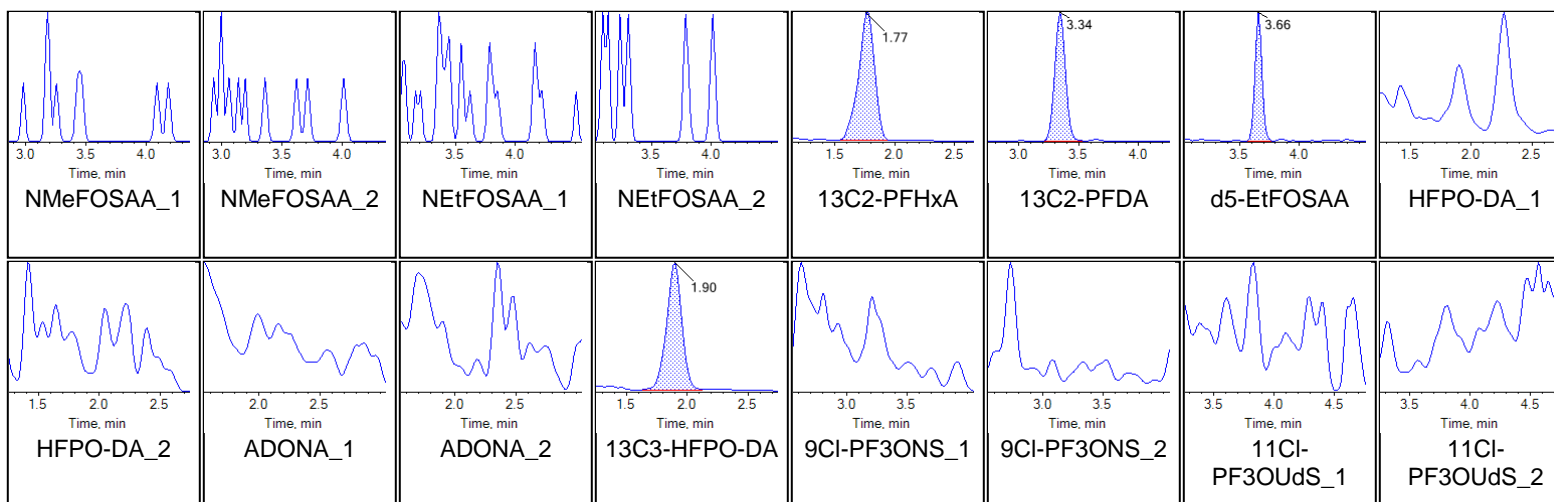 3.0 3.5 4.0
Time, min
NMeFOSAA_1
3.0 3.5 4.0
Time, min
NMeFOSAA_2
3.5 4.0
Time, min
NEtFOSAA_1
3.5 4.0
Time, min
NEtFOSAA_2
1.77
1.5 2.0 2.5
Time, min
13C2-PFHxA
3.34
3.0 3.5 4.0
Time, min
13C2-PFDA
3.66
3.5 4.0
Time, min
d5-EtFOSAA
1.5 2.0 2.5
Time, min
HFPO-DA_1
1.5 2.0 2.5
Time, min
HFPO-DA_2
2.0 2.5
Time, min
ADONA_1
2.0 2.5
Time, min
ADONA_2
1.90
1.5 2.0 2.5
Time, min
13C3-HFPO-DA
3.0 3.5
Time, min
9Cl-PF3ONS_1
3.0 3.5 4.0
Time, min
9Cl-PF3ONS_2
3.5 4.0 4.5
Time, min
11Cl-
PF3OUdS_1
3.5 4.0 4.5
Time, min
11Cl-
PF3OUdS_2